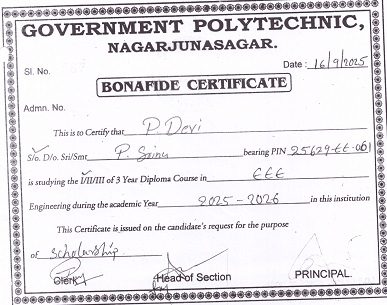 GOVERNMENT POLYTECHNIC,
NAGARJUNASAGAR.
Sl. No.
Date : 16/9/2025
BONAFIDE CERTIFICATE
Admn. No.
This is to Certify that P. Devi
S/o. D/o. Sri/Smt P. Sainu bearing PIN 25629-EE-061
is studying the I/II/III of 3 Year Diploma Course in EEE
Engineering during the academic Year 2025 - 2026 in this institution
This Certificate is issued on the candidate's request for the purpose
of Scholarship
Clerk Head of Section PRINCIPAL